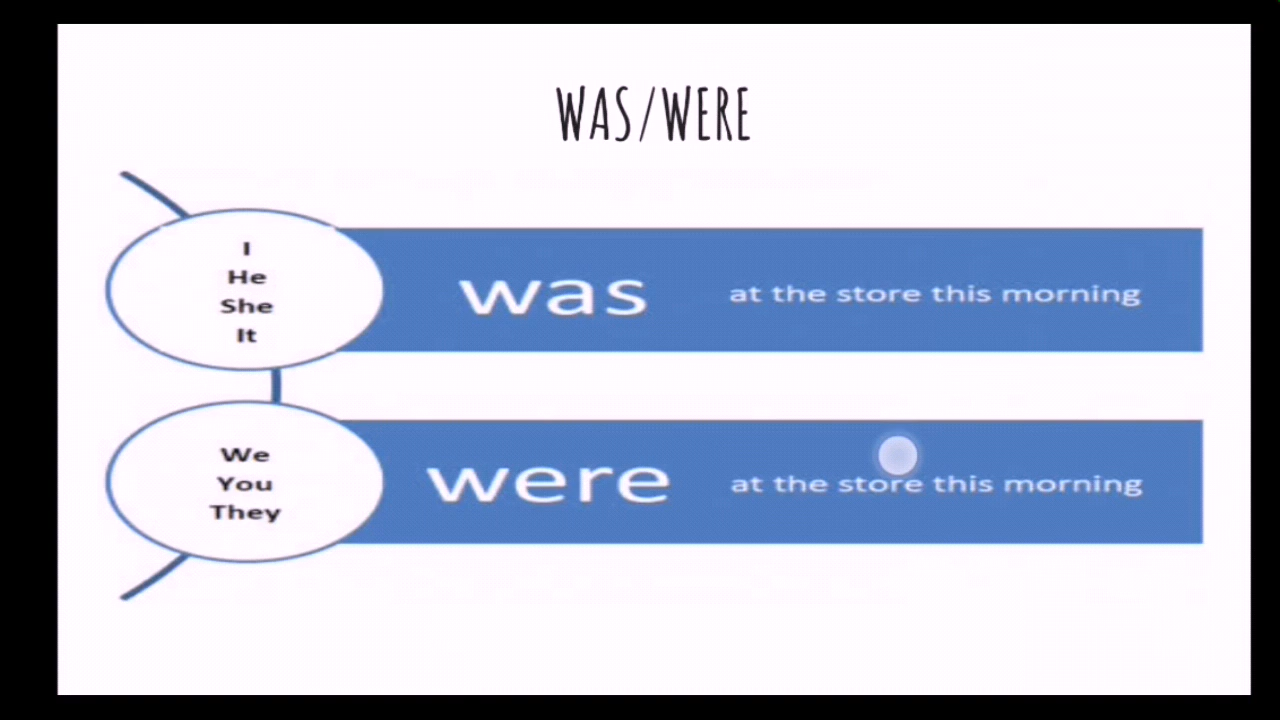 WAS/WERE
I
He
She
It
was
at the store this morning
We
You
They
were
at the store this morning